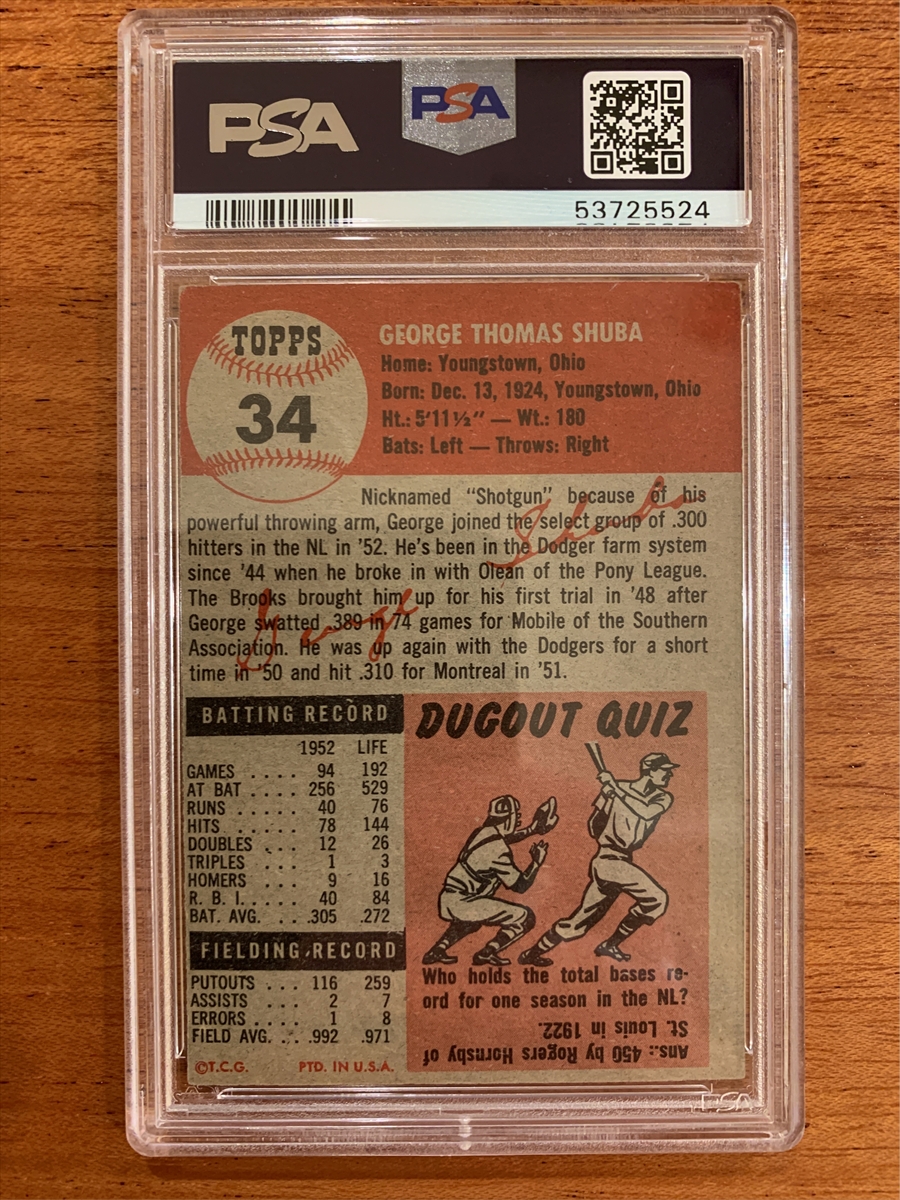 PSA
PSA
53725524
TOPPS
34
GEORGE THOMAS SHUBA
Home: Youngstown, Ohio
Born: Dec. 13, 1924, Youngstown, Ohio
Ht.: 5'11½" — Wt.: 180
Bats: Left — Throws: Right
Nicknamed "Shotgun" because of his
powerful throwing arm, George joined the select group of .300
hitters in the NL in '52. He's been in the Dodger farm system
since '44 when he broke in with Olean of the Pony League.
The Brooks brought him up for his first trial in '48 after
George swatted .389 in 74 games for Mobile of the Southern
Association. He was up again with the Dodgers for a short
time in '50 and hit .310 for Montreal in '51.
George Shuba
BATTING RECORD
1952 LIFE
GAMES .... 94 192
AT BAT .... 256 529
RUNS .... 40 76
HITS .... 78 144
DOUBLES .. 12 26
TRIPLES ... 1 3
HOMERS ... 9 16
R. B. I..... 40 84
BAT. AVG. ... .305 .272
FIELDING RECORD
PUTOUTS ... 116 259
ASSISTS ... 2 7
ERRORS .... 1 8
FIELD AVG. ... .992 .971
©T.C.G. PTD. IN U.S.A.
DUGOUT QUIZ
Who holds the total bases re-
ord for one season in the NL?
Ans.: 450 by Rogers Hornsby of
St. Louis in 1922.
PSA